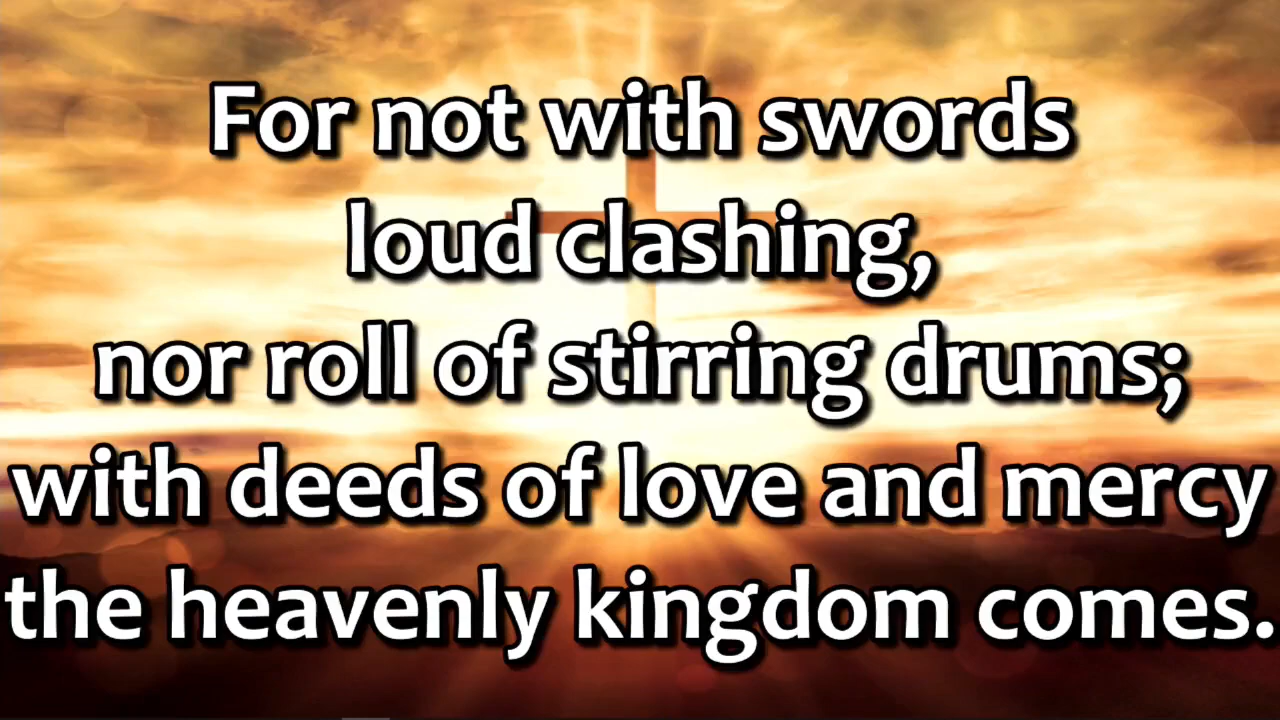 For not with swords
loud clashing,
nor roll of stirring drums;
with deeds of love and mercy
the heavenly kingdom comes.